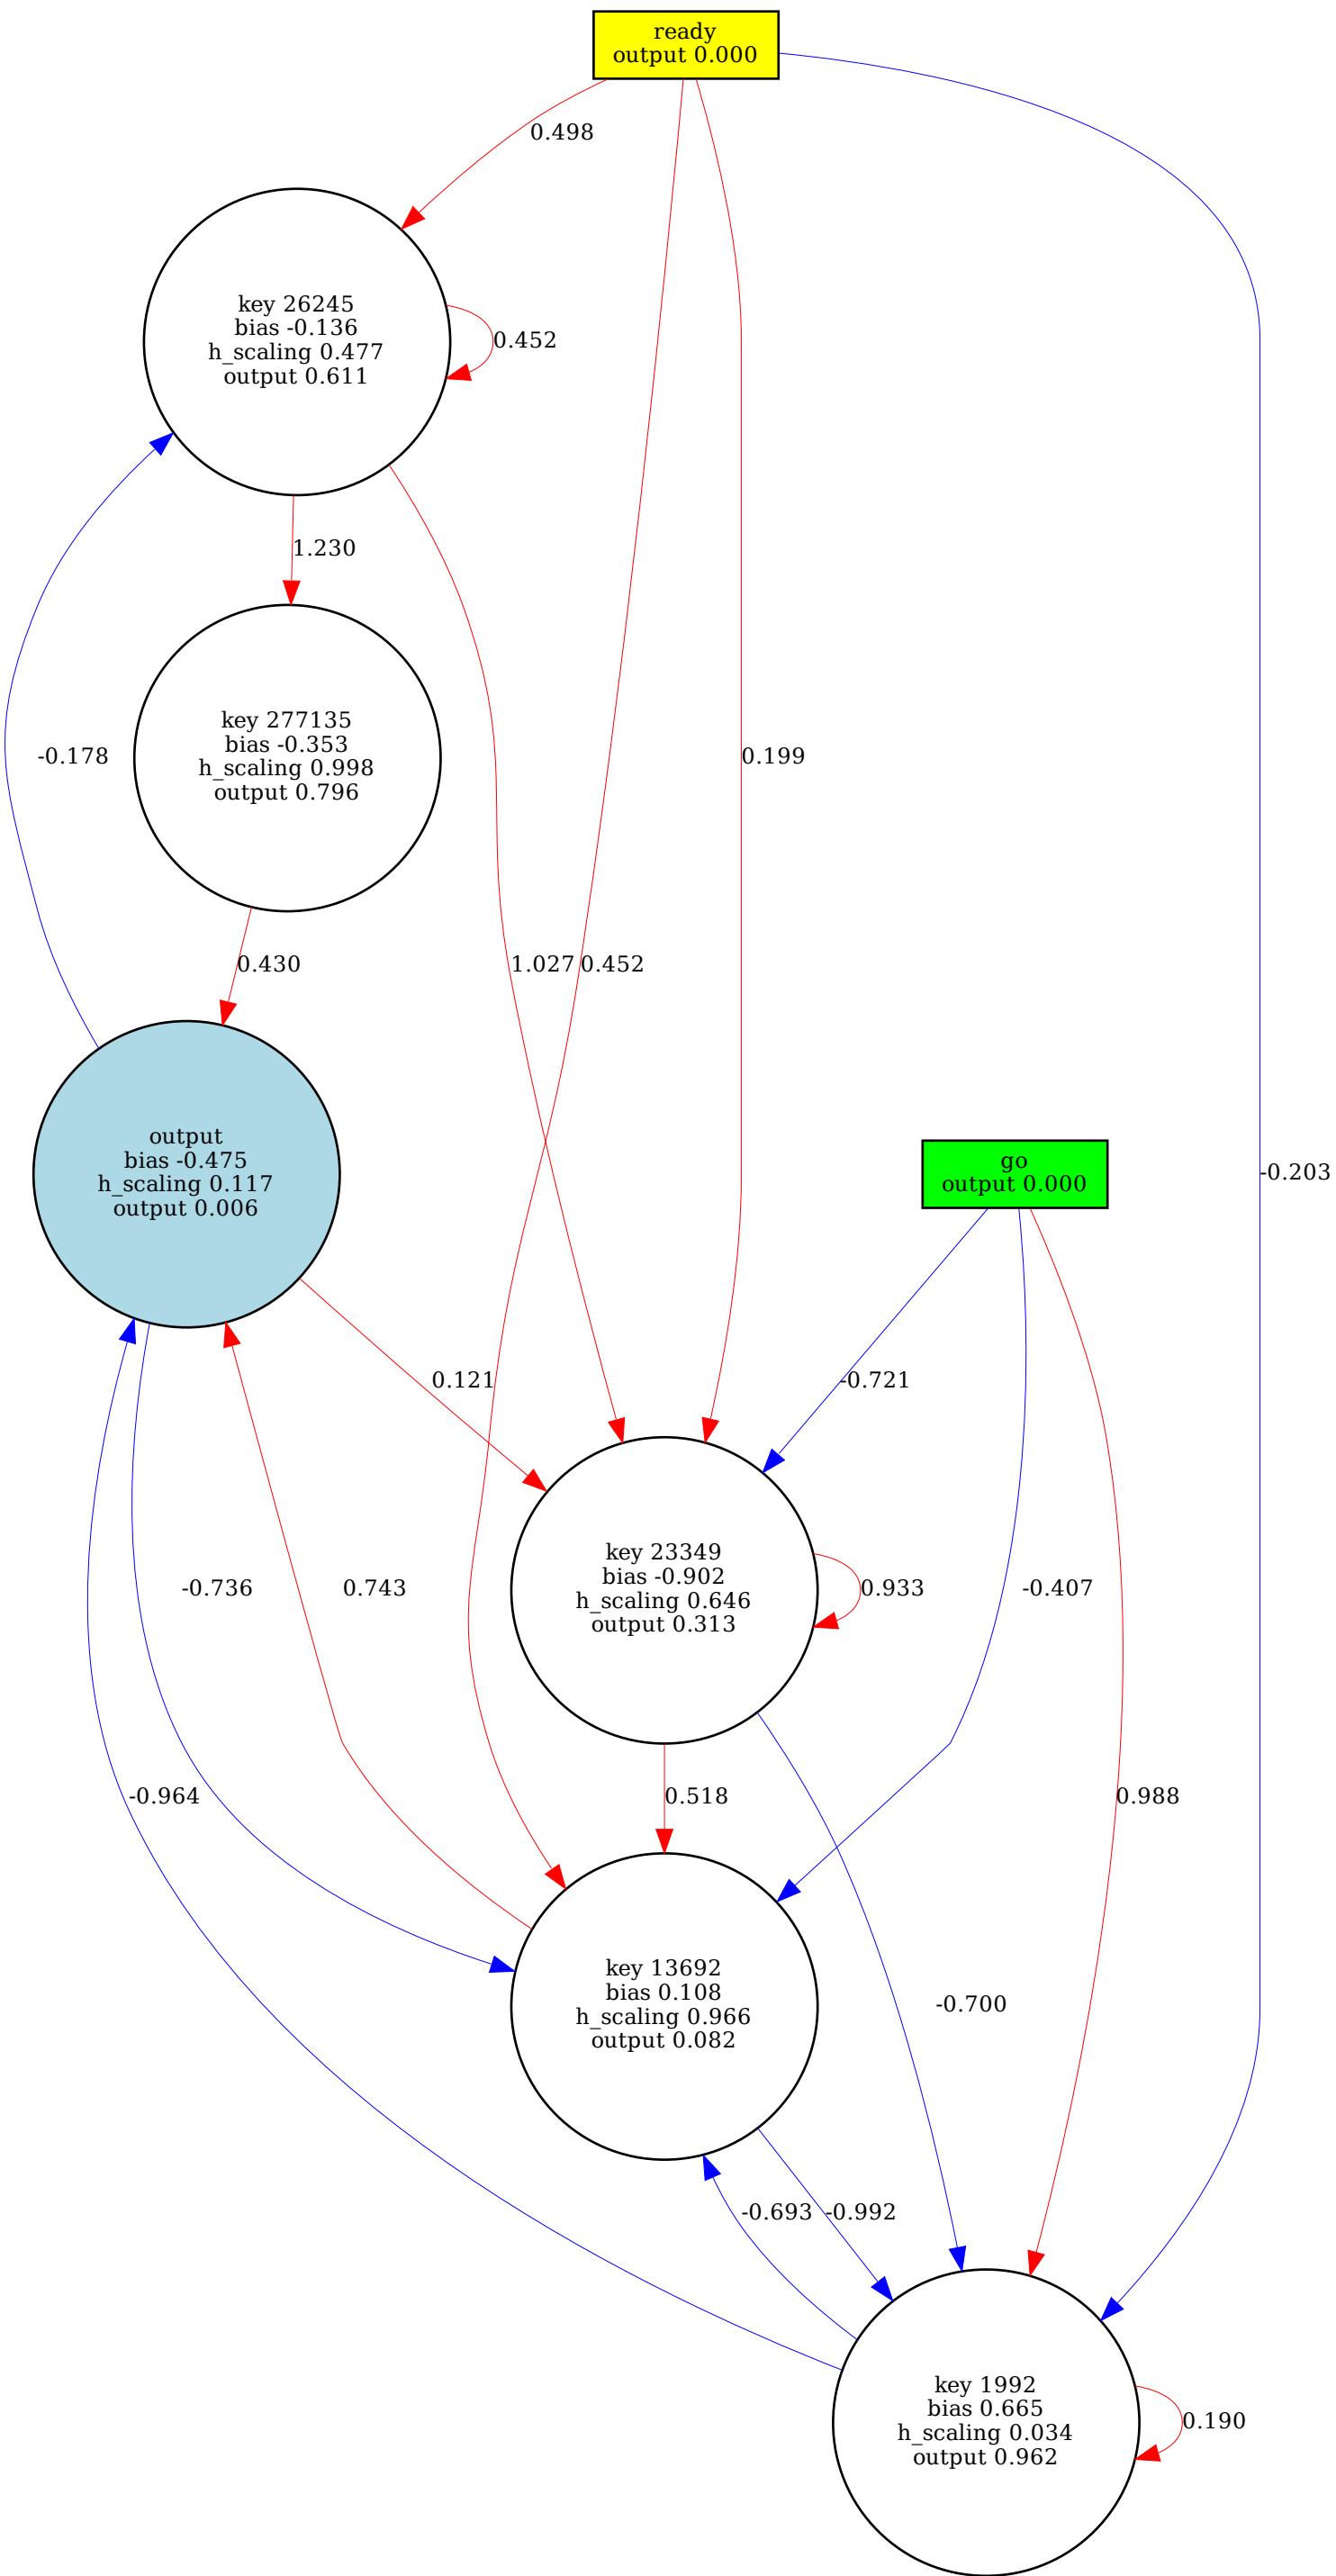 ready
output 0.000
0.498
key 26245
bias -0.136
h_scaling 0.477
output 0.611
0.452
1.230
key 277135
bias -0.353
h_scaling 0.998
output 0.796
-0.178
0.199
0.430
1.027
0.452
output
bias -0.475
h_scaling 0.117
output 0.006
go
output 0.000
-0.203
0.121
-0.721
key 23349
bias -0.902
h_scaling 0.646
output 0.313
0.933
-0.736
0.743
-0.407
-0.964
0.518
0.988
key 13692
bias 0.108
h_scaling 0.966
output 0.082
-0.700
-0.693
-0.992
key 1992
bias 0.665
h_scaling 0.034
output 0.962
0.190